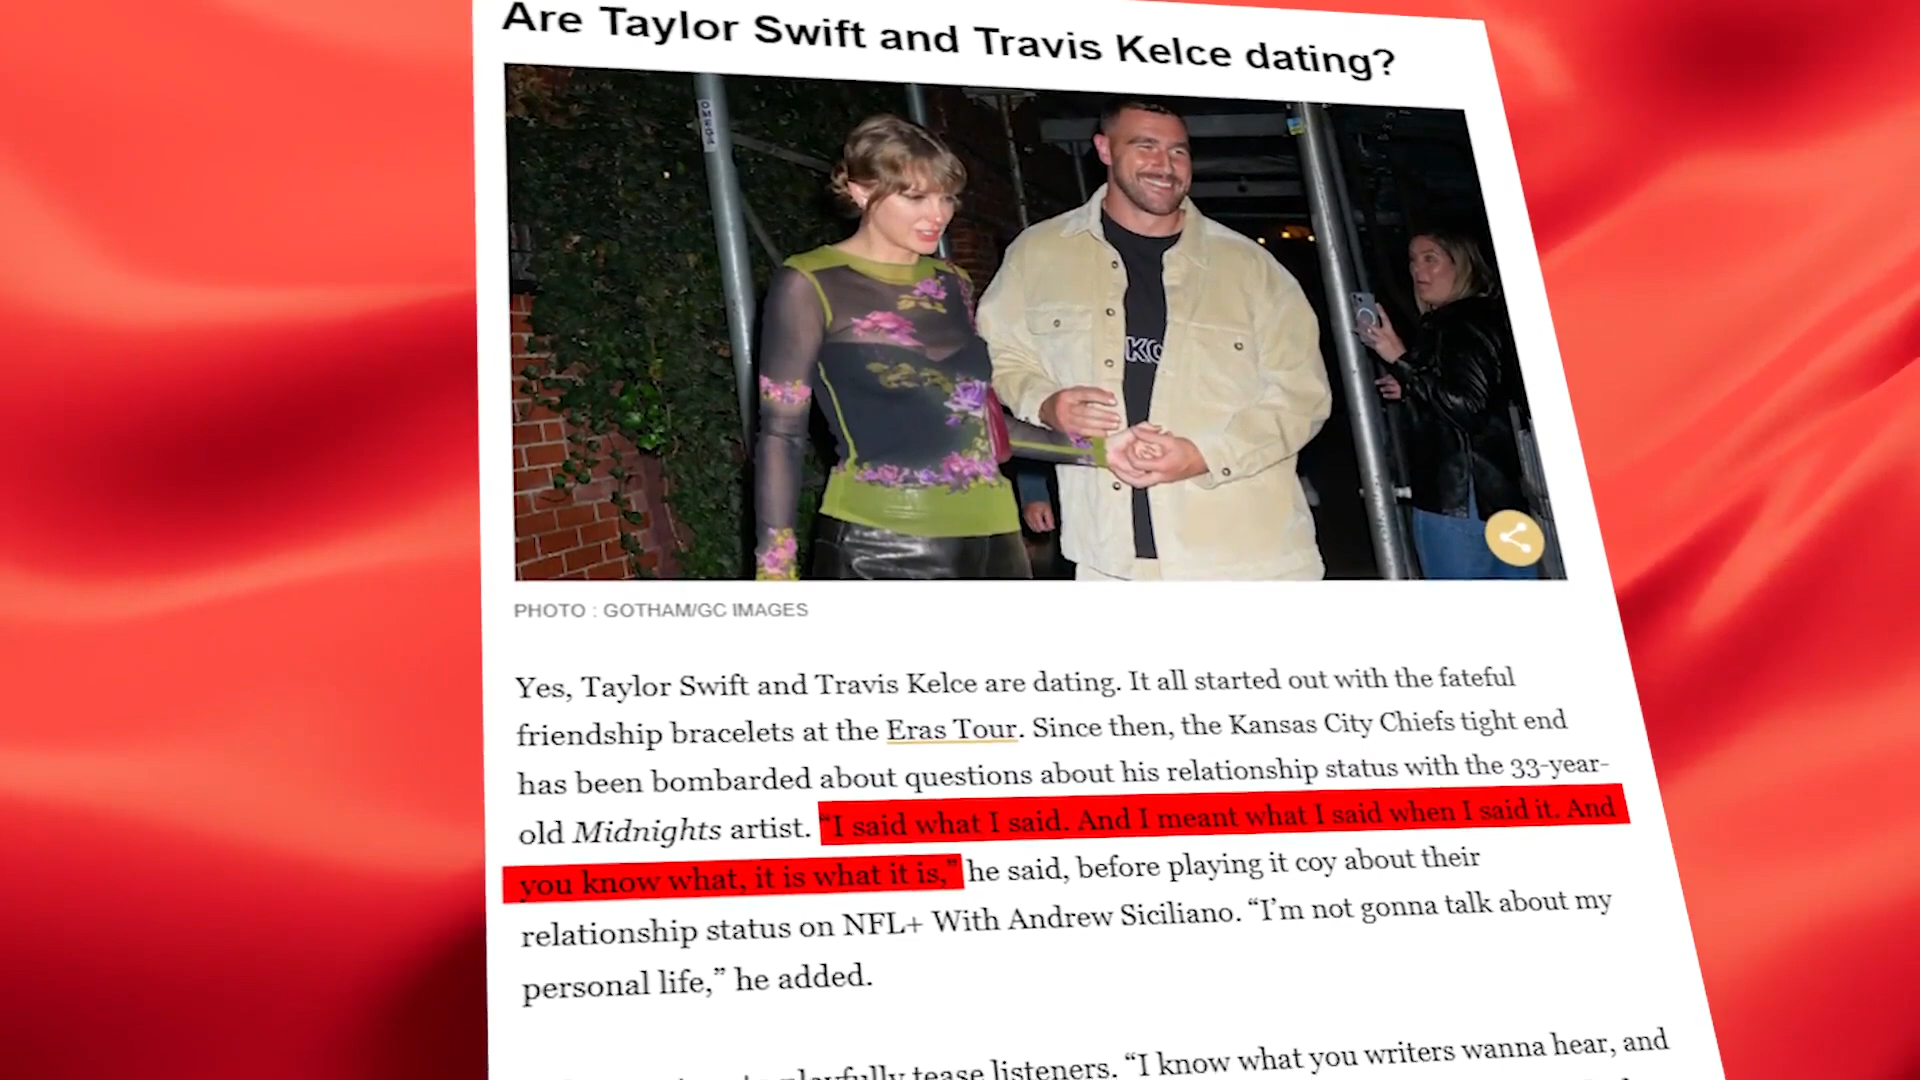 Are Taylor Swift and Travis Kelce dating?
OMEGA
KC
PHOTO : GOTHAM/GC IMAGES
Yes, Taylor Swift and Travis Kelce are dating. It all started out with the fateful
friendship bracelets at the Eras Tour. Since then, the Kansas City Chiefs tight end
has been bombarded about questions about his relationship status with the 33-year-
old Midnights artist. “I said what I said. And I meant what I said when I said it. And
you know what, it is what it is,” he said, before playing it coy about their
relationship status on NFL+ With Andrew Siciliano. “I’m not gonna talk about my
personal life,” he added.
playfully tease listeners. “I know what you writers wanna hear, and